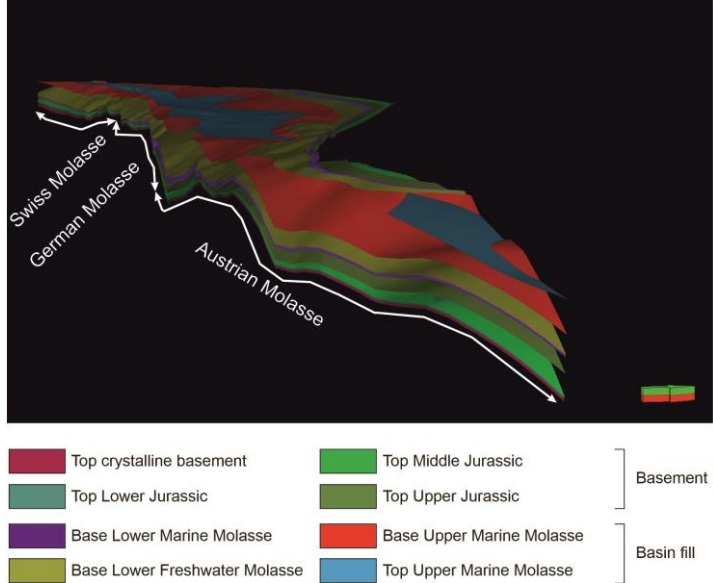 Swiss Molasse
German Molasse
Austrian Molasse
Top crystalline basement
Top Middle Jurassic
Top Lower Jurassic
Top Upper Jurassic
Basement
Base Lower Marine Molasse
Base Upper Marine Molasse
Base Lower Freshwater Molasse
Top Upper Marine Molasse
Basin fill